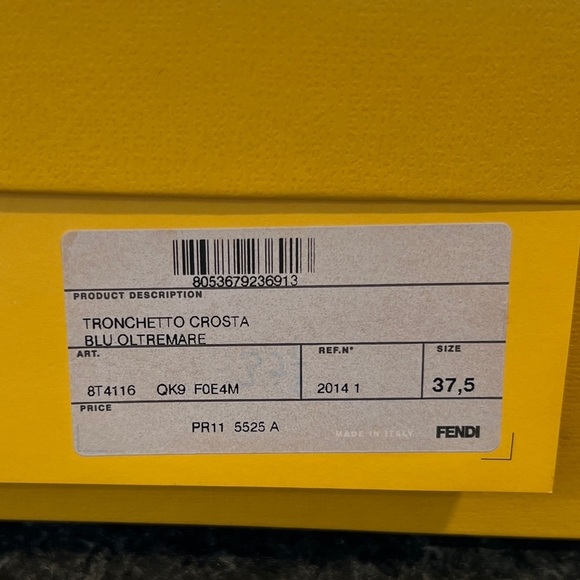 8053679236913
PRODUCT DESCRIPTION
TRONCHETTO CROSTA
BLU OLTREMARE
ART.
8T4116 QK9 F0E4M
REF.N°
2014 1
SIZE
37,5
PRICE
PR11 5525 A
MADE IN ITALY
FENDI